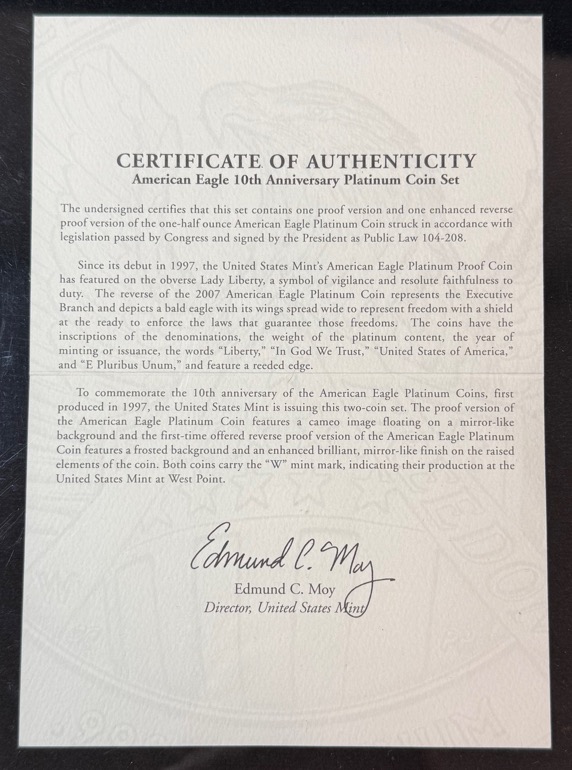 CERTIFICATE OF AUTHENTICITY
American Eagle 10th Anniversary Platinum Coin Set
The undersigned certifies that this set contains one proof version and one enhanced reverse
proof version of the one-half ounce American Eagle Platinum Coin struck in accordance with
legislation passed by Congress and signed by the President as Public Law 104-208.
Since its debut in 1997, the United States Mint's American Eagle Platinum Proof Coin
has featured on the obverse Lady Liberty, a symbol of vigilance and resolute faithfulness to
duty. The reverse of the 2007 American Eagle Platinum Coin represents the Executive
Branch and depicts a bald eagle with its wings spread wide to represent freedom with a shield
at the ready to enforce the laws that guarantee those freedoms. The coins have the
inscriptions of the denominations, the weight of the platinum content, the year of
minting or issuance, the words “Liberty,” “In God We Trust,” “United States of America,”
and “E Pluribus Unum,” and feature a reeded edge.
To commemorate the 10th anniversary of the American Eagle Platinum Coins, first
produced in 1997, the United States Mint is issuing this two-coin set. The proof version of
the American Eagle Platinum Coin features a cameo image floating on a mirror-like
background and the first-time offered reverse proof version of the American Eagle Platinum
Coin features a frosted background and an enhanced brilliant, mirror-like finish on the raised
elements of the coin. Both coins carry the “W” mint mark, indicating their production at the
United States Mint at West Point.
Edmund C. Moy
Edmund C. Moy
Director, United States Mint